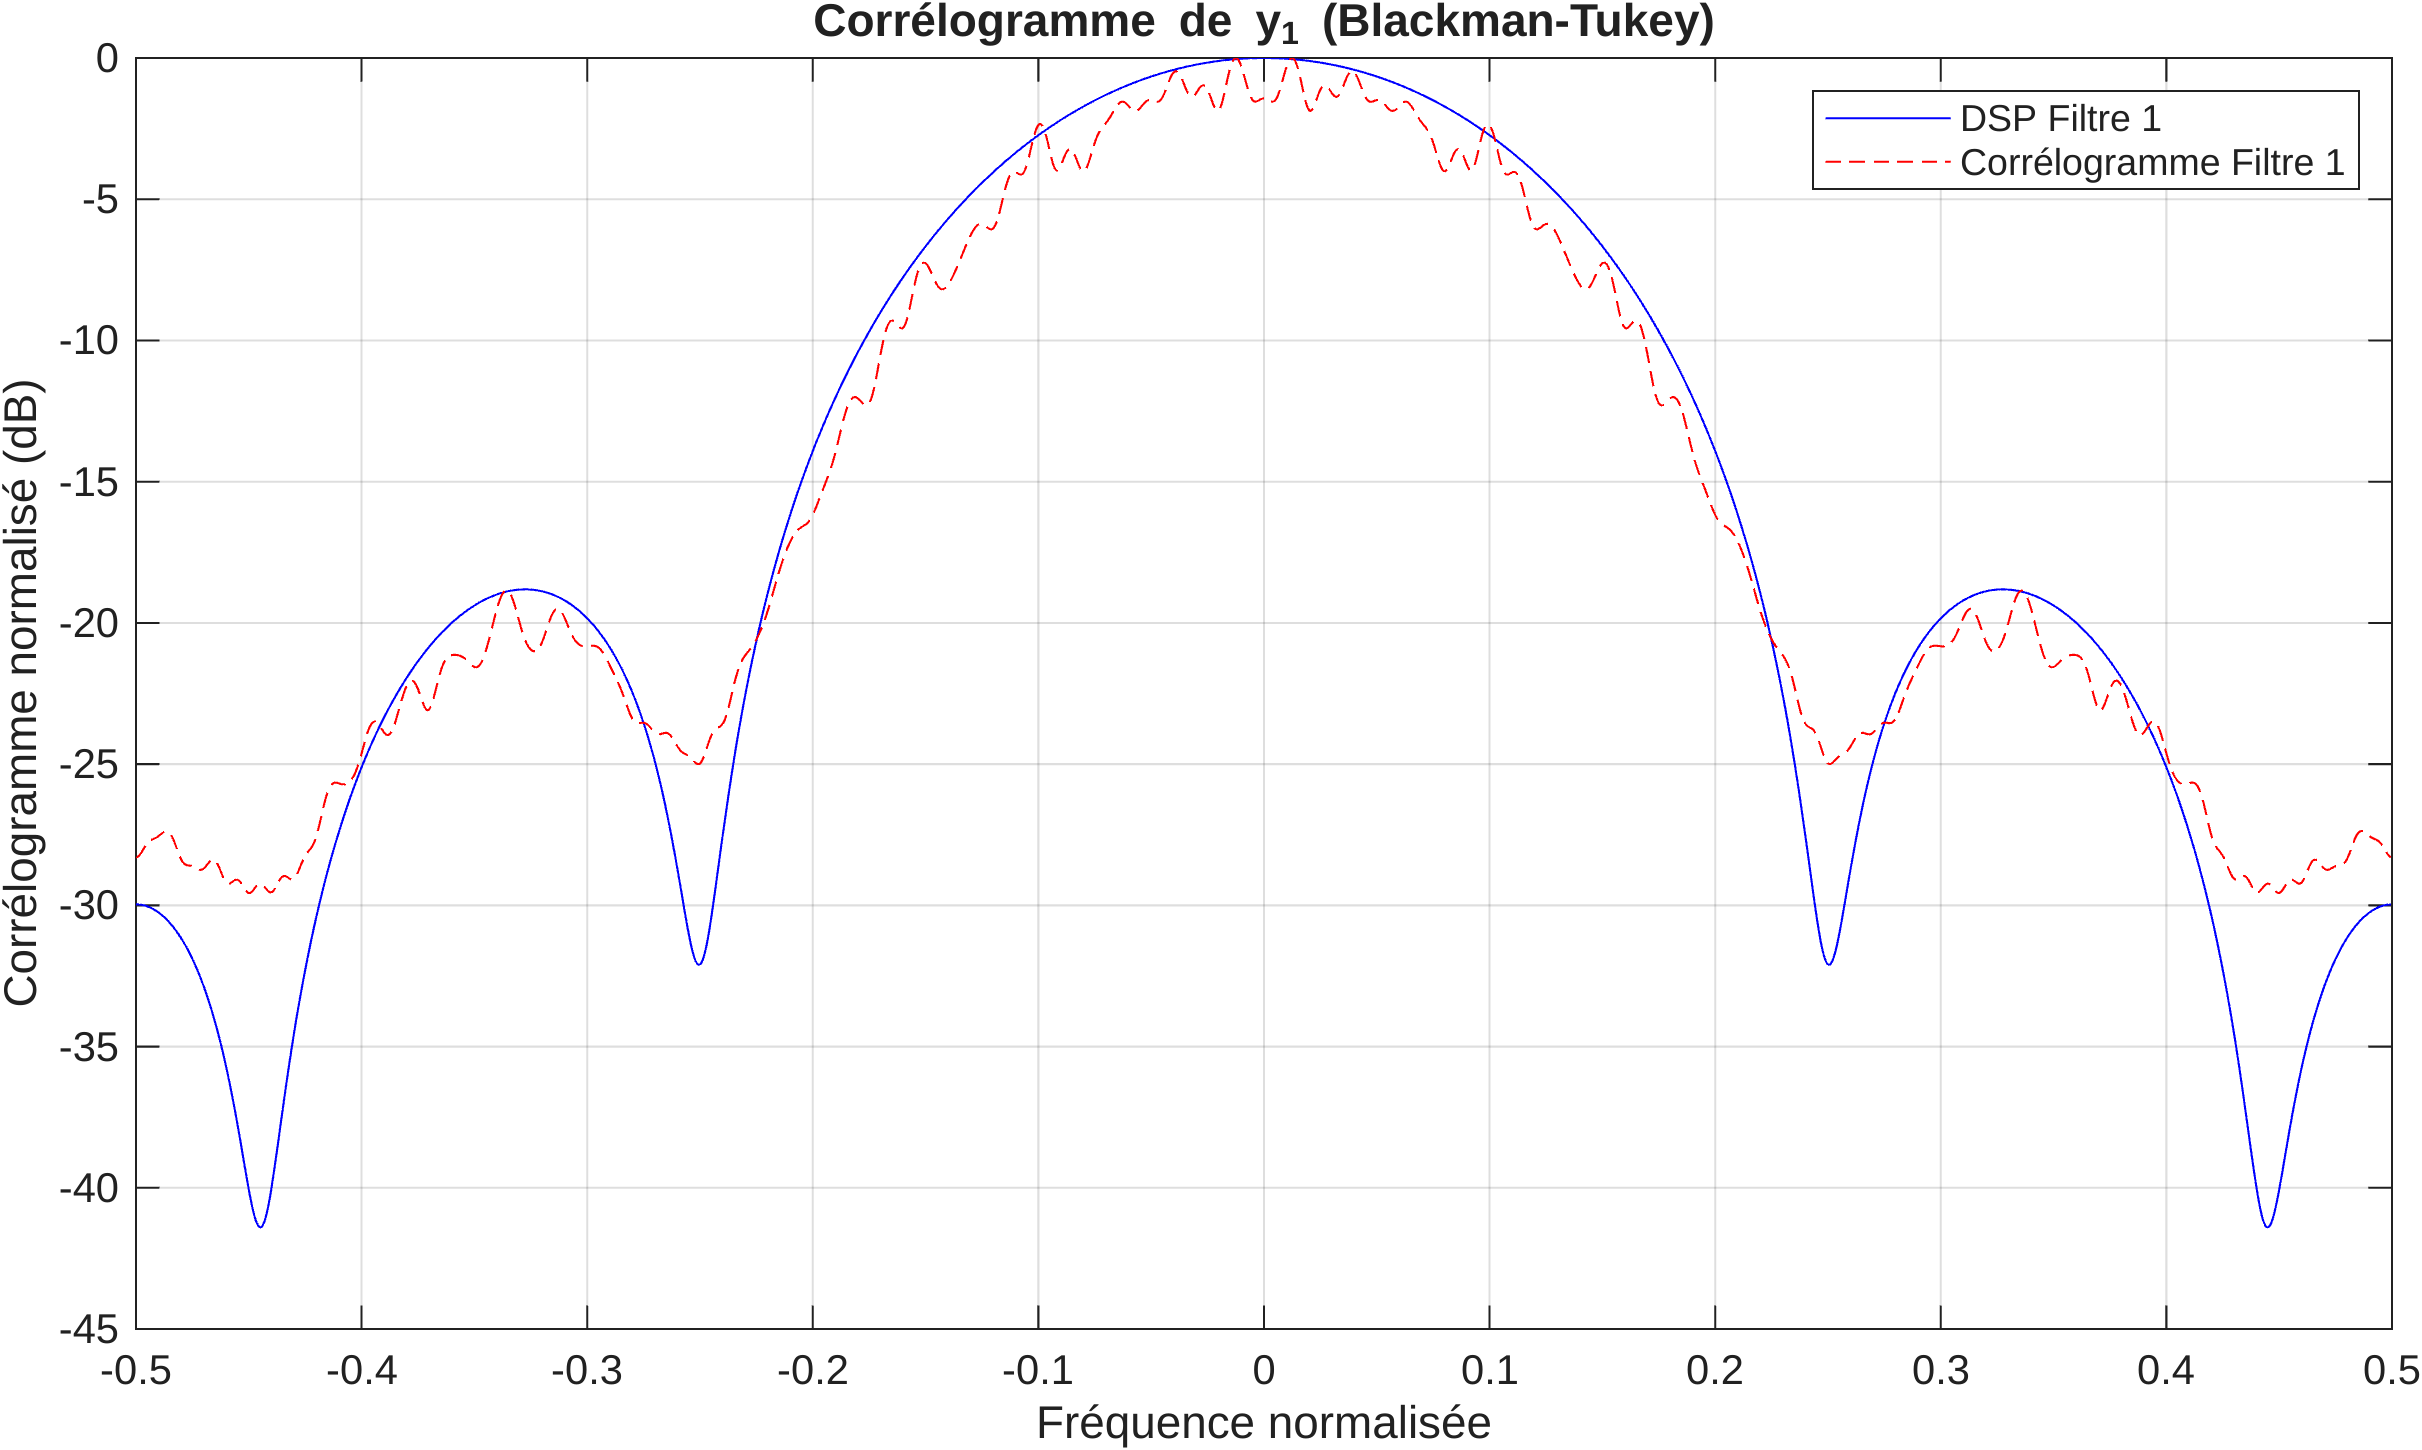 Corrélogramme de y1 (Blackman-Tukey)
DSP Filtre 1
Corrélogramme Filtre 1
Corrélogramme normalisé (dB)
0
-5
-10
-15
-20
-25
-30
-35
-40
-45
-0.5 -0.4 -0.3 -0.2 -0.1 0 0.1 0.2 0.3 0.4 0.5
Fréquence normalisée